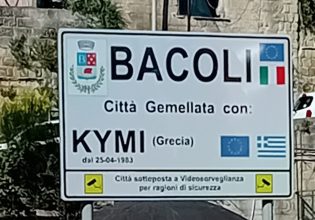 BACOLI
Città Gemellata con:
KYMI (Grecia)
dal 25-04-1983
Città sottoposta a Videosorveglianza
per ragioni di sicurezza